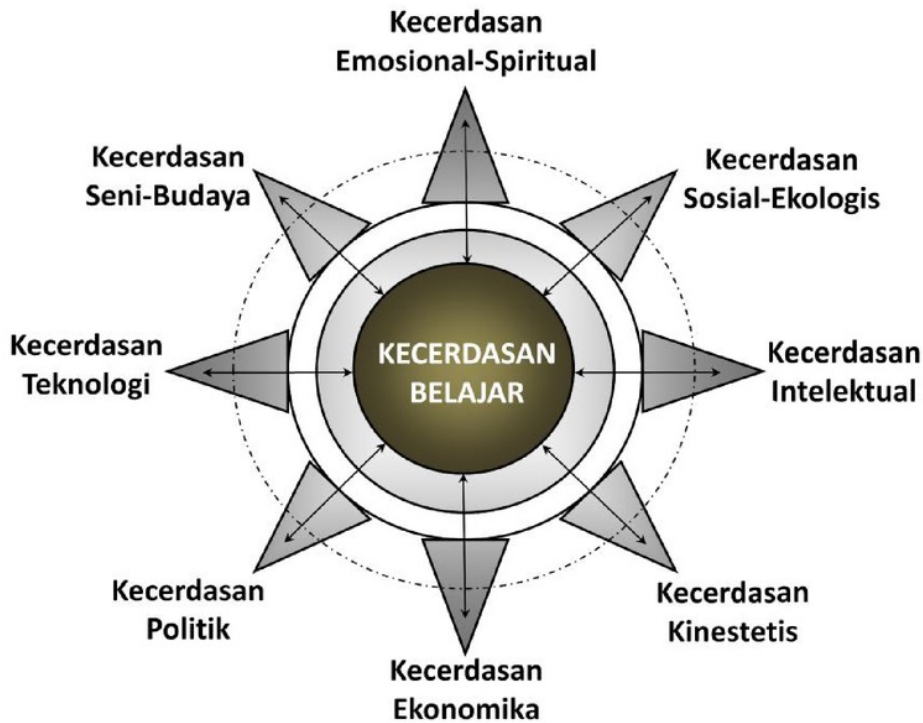 Kecerdasan
Emosional-Spiritual
Kecerdasan
Seni-Budaya
Kecerdasan
Sosial-Ekologis
Kecerdasan
Teknologi
KECERDASAN
BELAJAR
Kecerdasan
Intelektual
Kecerdasan
Politik
Kecerdasan
Kinestetis
Kecerdasan
Ekonomika